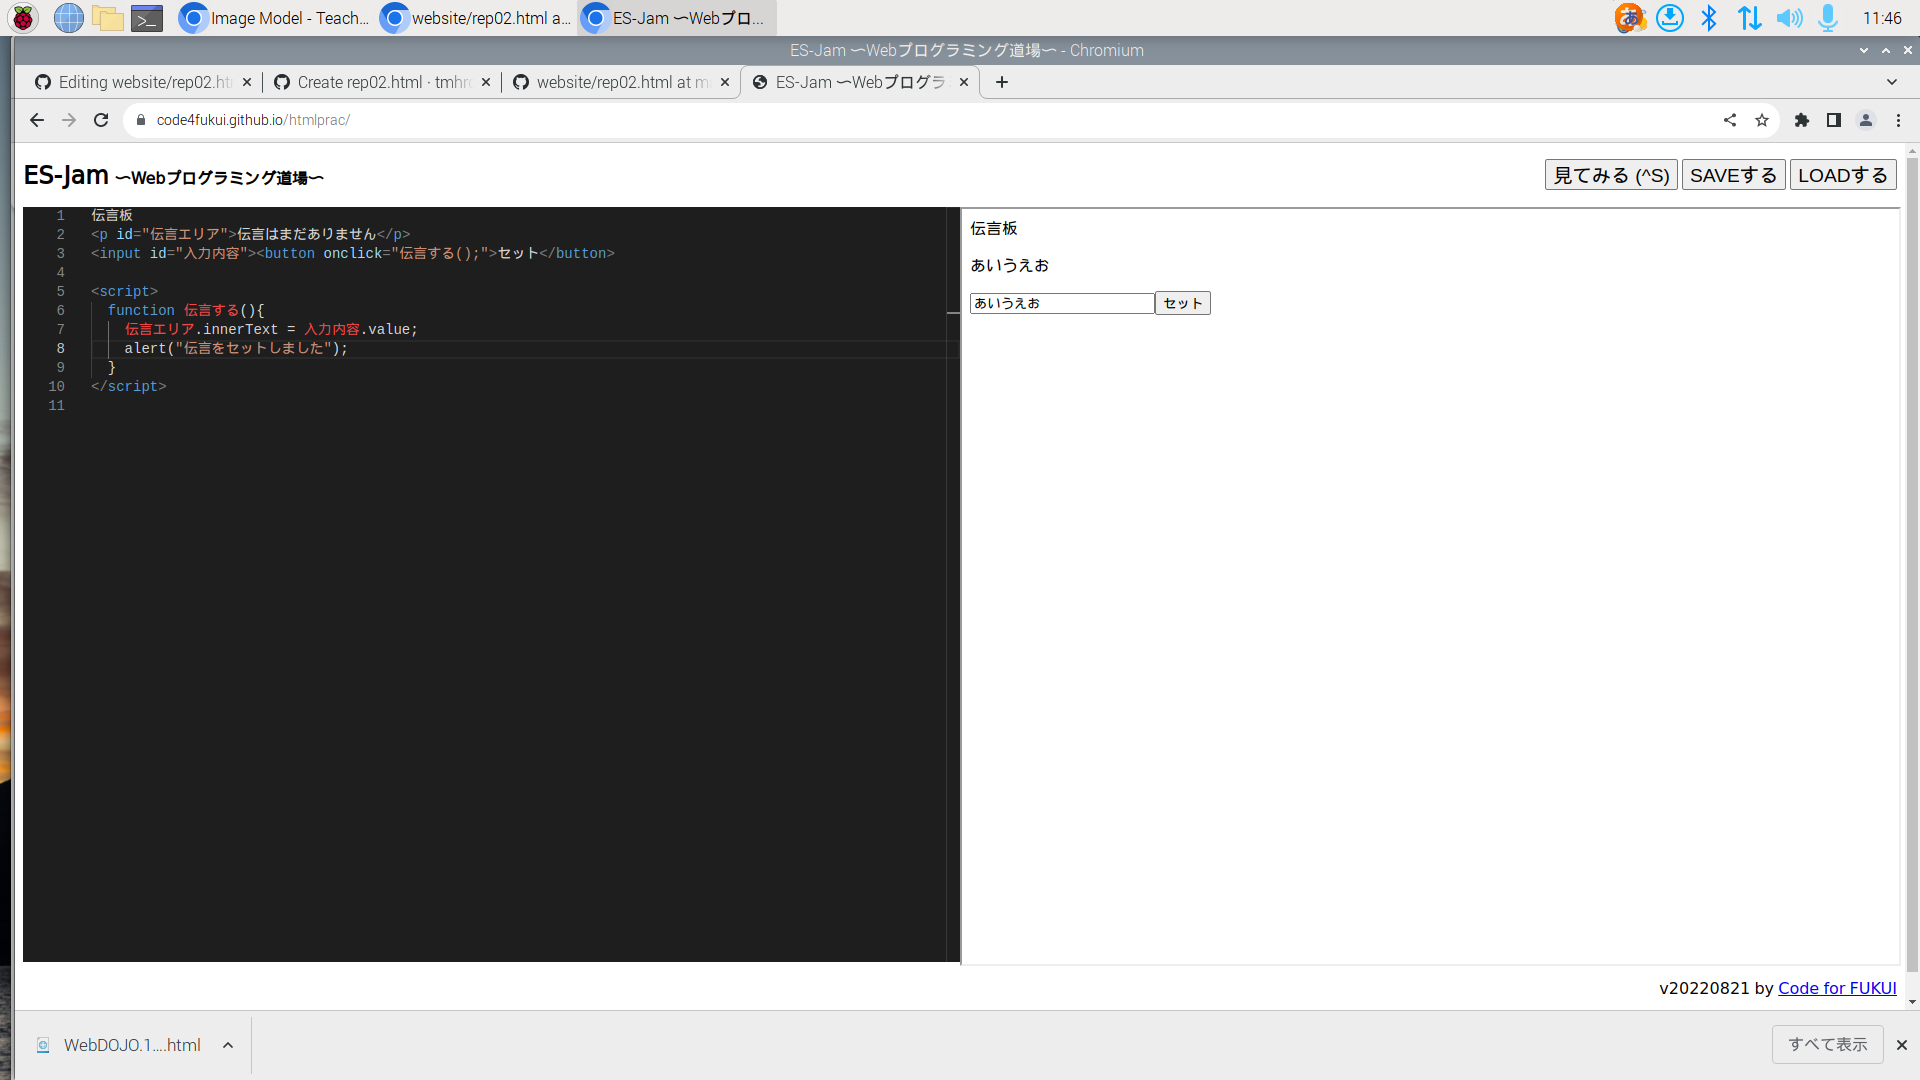 Image Model - Teach...
website/rep02.html a...
ES-Jam 〜Webプロ...
11:46
ES-Jam 〜Webプログラミング道場〜 - Chromium
Editing website/rep02.ht
Create rep02.html · tmhr
website/rep02.html at m
ES-Jam 〜Webプログラ
code4fukui.github.io/htmlprac/
ES-Jam 〜Webプログラミング道場〜
見てみる (^S) SAVEする LOADする
1 伝言板
2 <p id="伝言エリア">伝言はまだありません</p>
3 <input id="入力内容"><button onclick="伝言する();">セット</button>
4
5 <script>
6 function 伝言する(){
7 伝言エリア.innerText = 入力内容.value;
8 alert("伝言をセットしました");
9 }
10 </script>
11
伝言板
あいうえお
あいうえお セット
v20220821 by Code for FUKUI
WebDOJO.1....html
すべて表示